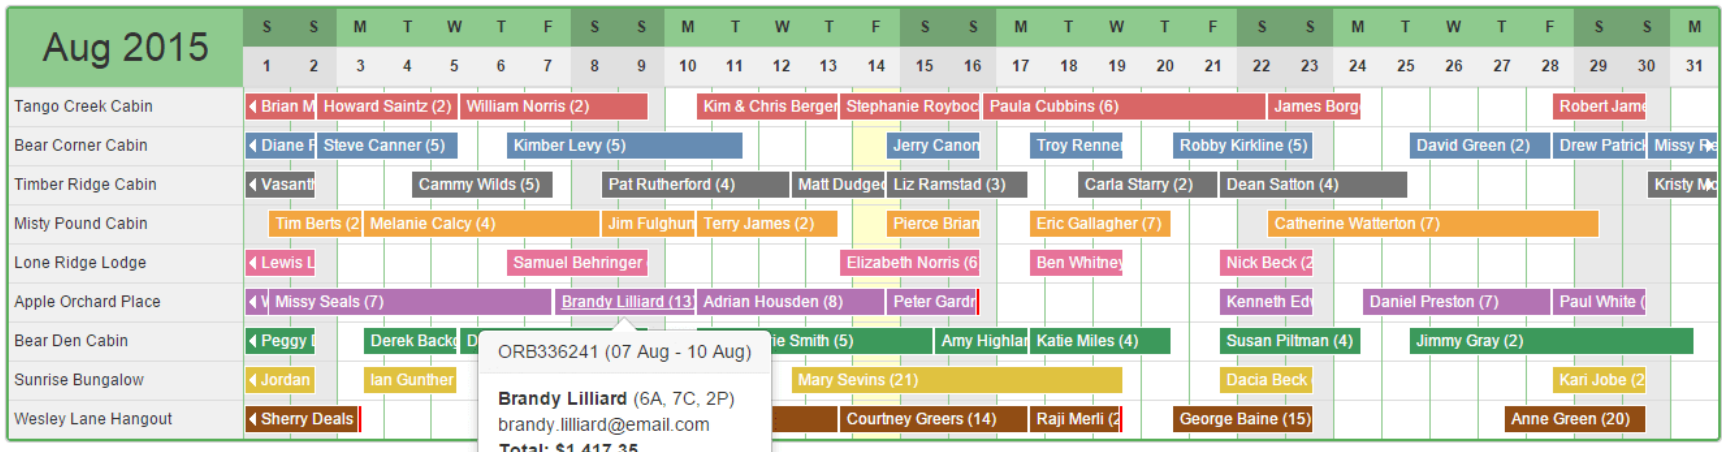 Aug 2015
S S M T W T F S S M T W T F S S M T W T F S S M T W T F S S M
1 2 3 4 5 6 7 8 9 10 11 12 13 14 15 16 17 18 19 20 21 22 23 24 25 26 27 28 29 30 31
Tango Creek Cabin Brian M Howard Saintz (2) William Norris (2) Kim & Chris Berger Stephanie Royboc Paula Cubbins (6) James Borg Robert Jame
Bear Corner Cabin Diane Steve Canner (5) Kimber Levy (5) Jerry Canon Troy Renne Robby Kirkline (5) David Green (2) Drew Patrick Missy
Timber Ridge Cabin Vasant Cammy Wilds (5) Pat Rutherford (4) Matt Dudge Liz Ramstad (3) Carla Starry (2) Dean Satton (4) Kristy
Misty Pound Cabin Tim Berts (2 Melanie Calcy (4) Jim Fulghum Terry James (2) Pierce Brian Eric Gallagher (7) Catherine Watterton (7)
Lone Ridge Lodge Lewis L Samuel Behringer Elizabeth Norris (6 Ben Whitney Nick Beck (2
Apple Orchard Place Missy Seals (7) Brandy Lilliard (13) Adrian Housden (8) Peter Gardn Kenneth Edw Daniel Preston (7) Paul White (
Bear Den Cabin Peggy Derek Backg D ie Smith (5) Amy Highlan Katie Miles (4) Susan Piltman (4) Jimmy Gray (2)
ORB336241 (07 Aug - 10 Aug)
Sunrise Bungalow Jordan Ian Gunther Mary Sevins (21) Dacia Beck Kari Jobe (2
Brandy Lilliard (6A, 7C, 2P)
Wesley Lane Hangout Sherry Deals Courtney Greers (14) Raji Merli (2 George Baine (15) Anne Green (20)
brandy.lilliard@email.com
Total: $1,417.35